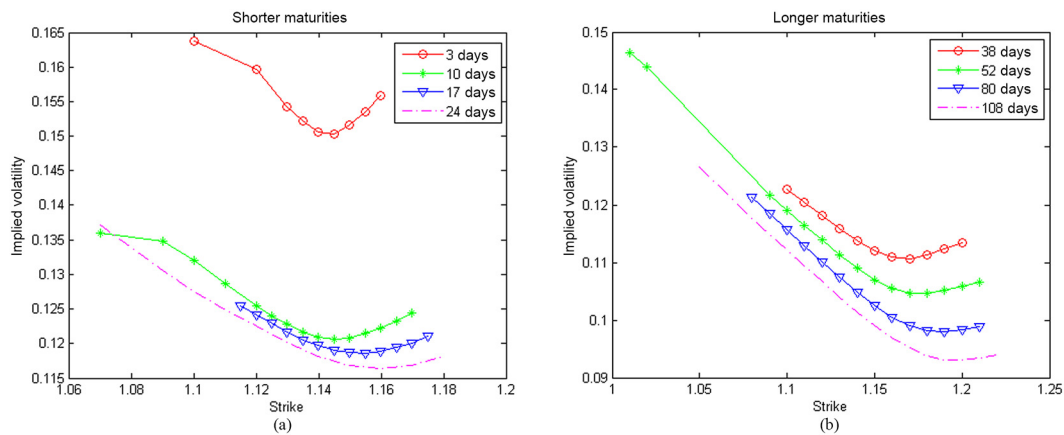 Shorter maturities
0.165
0.16
0.155
0.15
0.145
0.14
0.135
0.13
0.125
0.12
0.115
Implied volatility
3 days
10 days
17 days
24 days
1.06
1.08
1.1
1.12
1.14
1.16
1.18
1.2
Strike
(a)
Longer maturities
0.15
0.14
0.13
0.12
0.11
0.1
0.09
Implied volatility
38 days
52 days
80 days
108 days
1
1.05
1.1
1.15
1.2
1.25
Strike
(b)